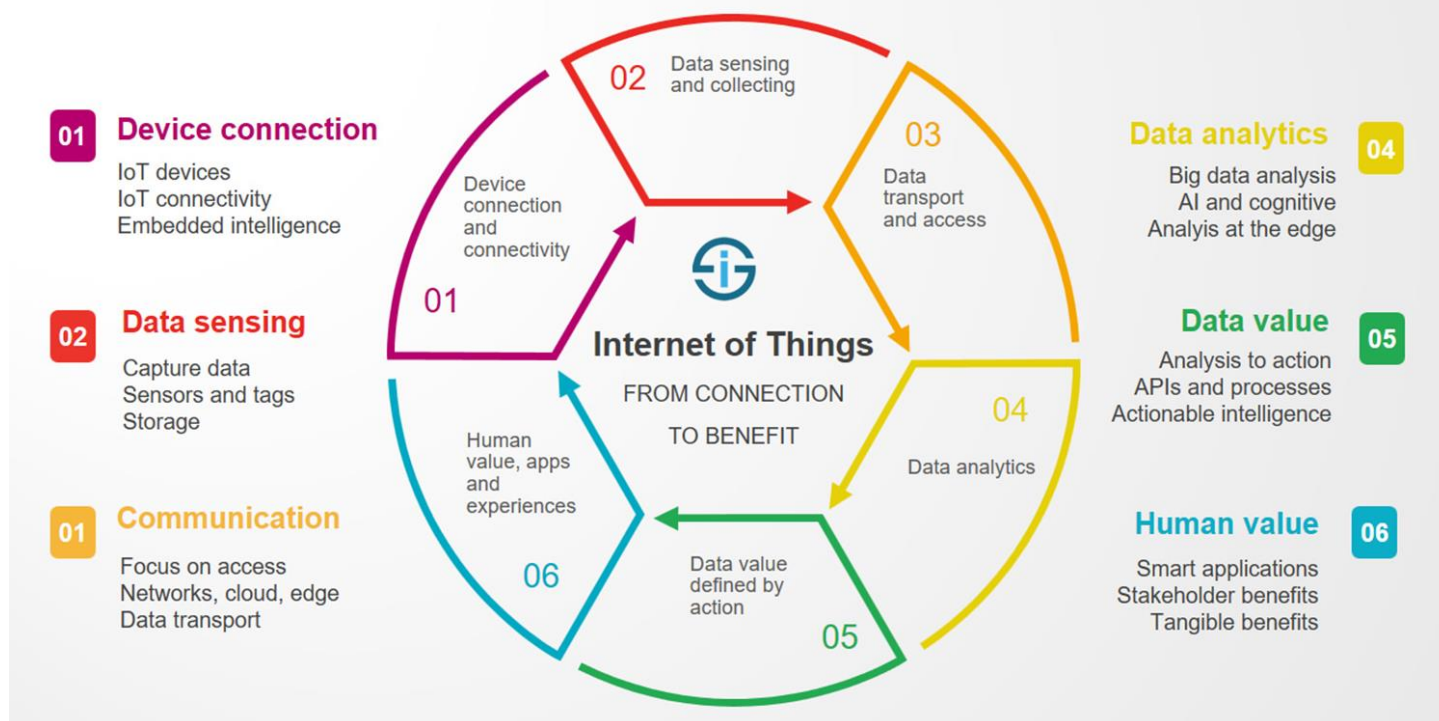 01
Device connection
IoT devices
IoT connectivity
Embedded intelligence
02
Data sensing
Capture data
Sensors and tags
Storage
01
Communication
Focus on access
Networks, cloud, edge
Data transport
Device
connection
and
connectivity
01
02
Data sensing
and collecting
03
Data
transport
and access
04
Data analytics
Data value
defined by
action
05
Human
value, apps
and
experiences
06
i
Internet of Things
FROM CONNECTION
TO BENEFIT
Data analytics
04
Big data analysis
AI and cognitive
Analyis at the edge
Data value
05
Analysis to action
APIs and processes
Actionable intelligence
Human value
06
Smart applications
Stakeholder benefits
Tangible benefits